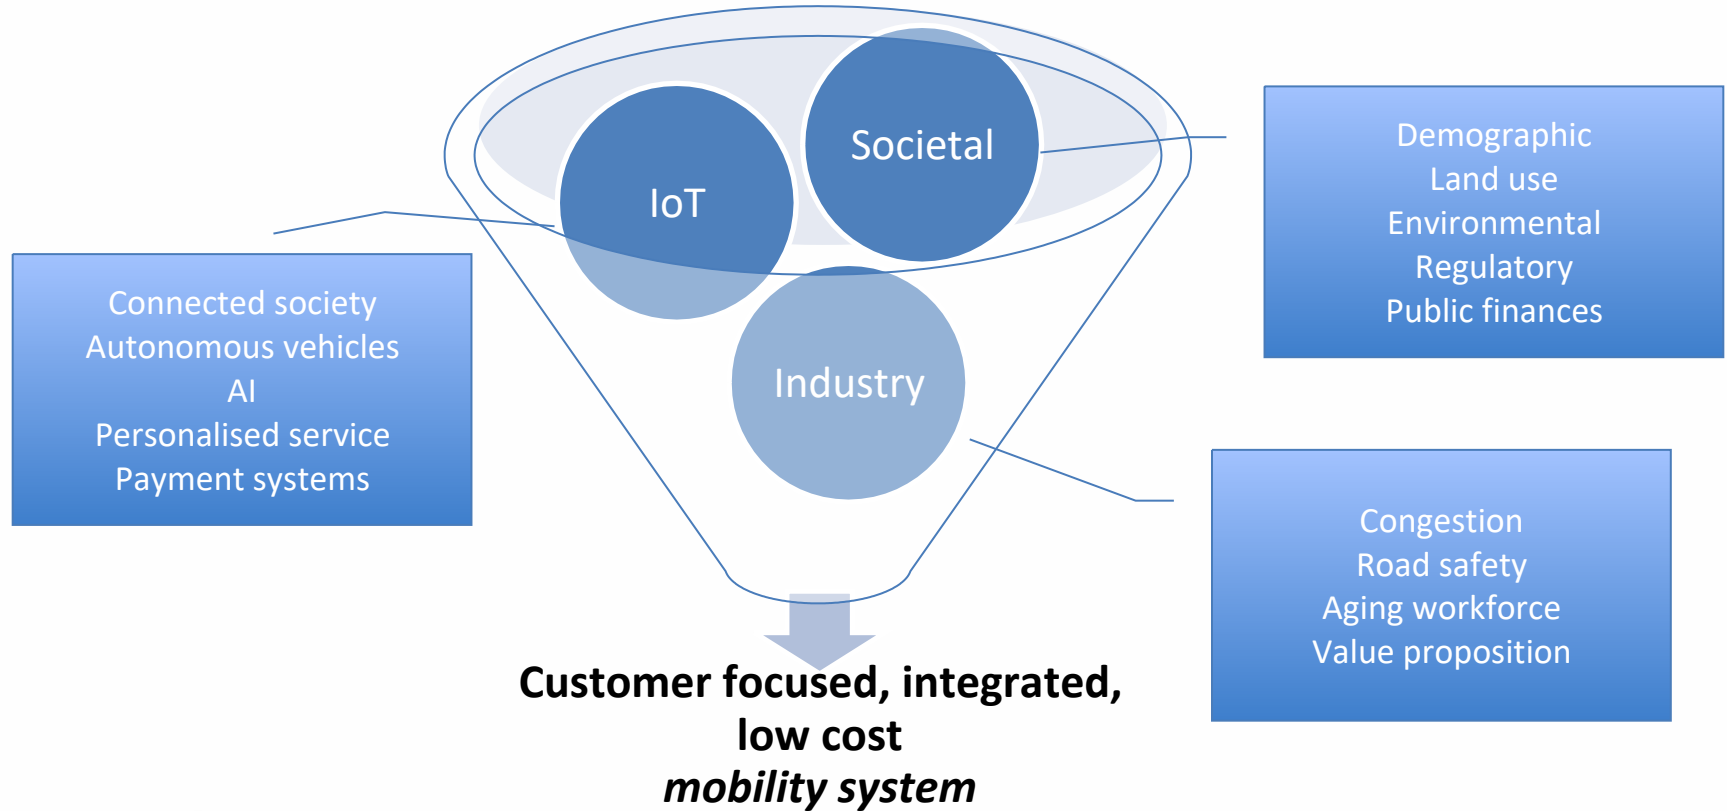 Societal
IoT
Industry
Connected society
Autonomous vehicles
AI
Personalised service
Payment systems
Demographic
Land use
Environmental
Regulatory
Public finances
Congestion
Road safety
Aging workforce
Value proposition
Customer focused, integrated,
low cost
mobility system